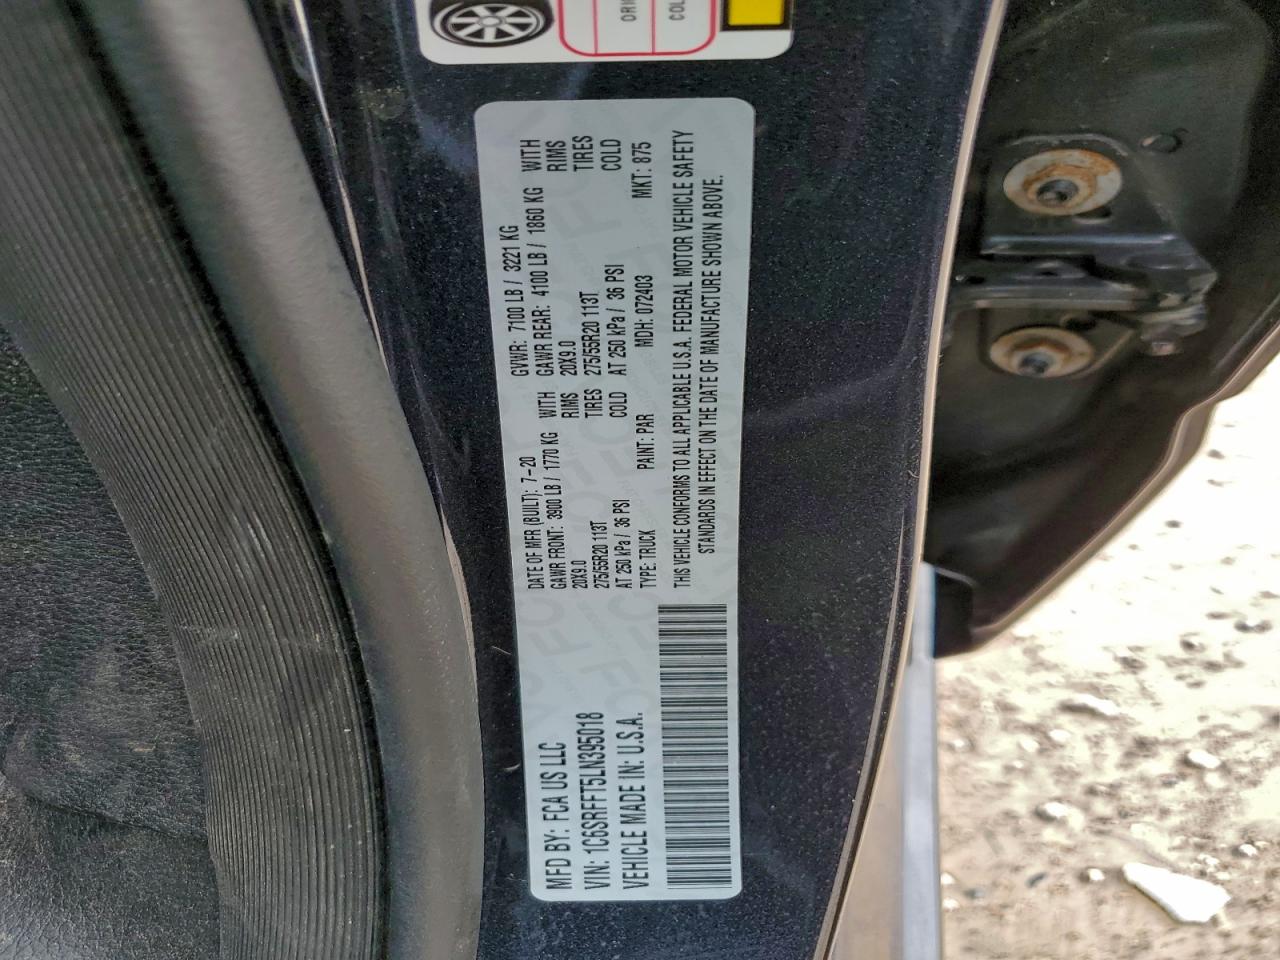 MFD BY: FCA US LLC
VIN: 1C6SRFFT5LN395018
VEHICLE MADE IN: U.S.A.
DATE OF MFR (BUILT): 7-20 GVWR: 7100 LB / 3221 KG
GAWR FRONT: 3900 LB / 1770 KG WITH GAWR REAR: 4100 LB / 1860 KG WITH
20X9.0 RIMS 20X9.0 RIMS
275/55R20 113T TIRES 275/55R20 113T TIRES
AT 250 kPa / 36 PSI COLD AT 250 kPa / 36 PSI COLD
TYPE: TRUCK PAINT: PAR MDH: 072403 MKT: 875
THIS VEHICLE CONFORMS TO ALL APPLICABLE U.S.A. FEDERAL MOTOR VEHICLE SAFETY
STANDARDS IN EFFECT ON THE DATE OF MANUFACTURE SHOWN ABOVE.